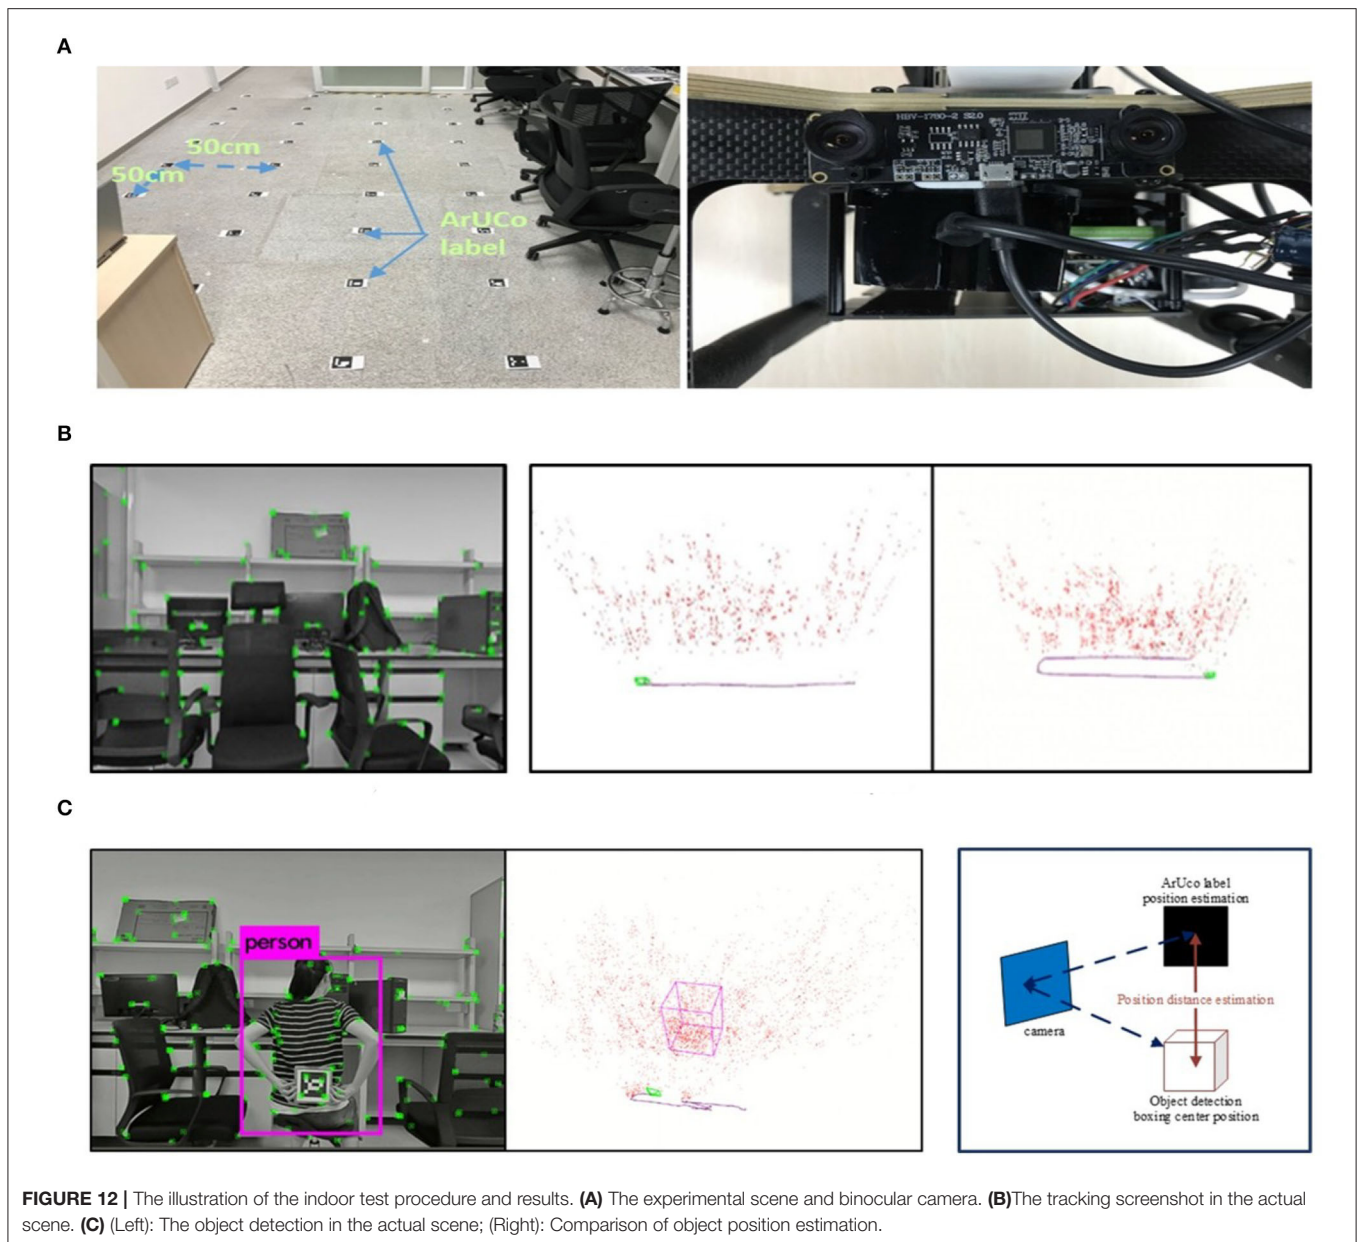 A
50cm
50cm
ArUCo
label
HBV-1780-2 S2.0
B
C
person
ArUco label
position estimation
Position distance estimation
camera
Object detection
boxing center position
FIGURE 12 | The illustration of the indoor test procedure and results. (A) The experimental scene and binocular camera. (B)The tracking screenshot in the actual
scene. (C) (Left): The object detection in the actual scene; (Right): Comparison of object position estimation.